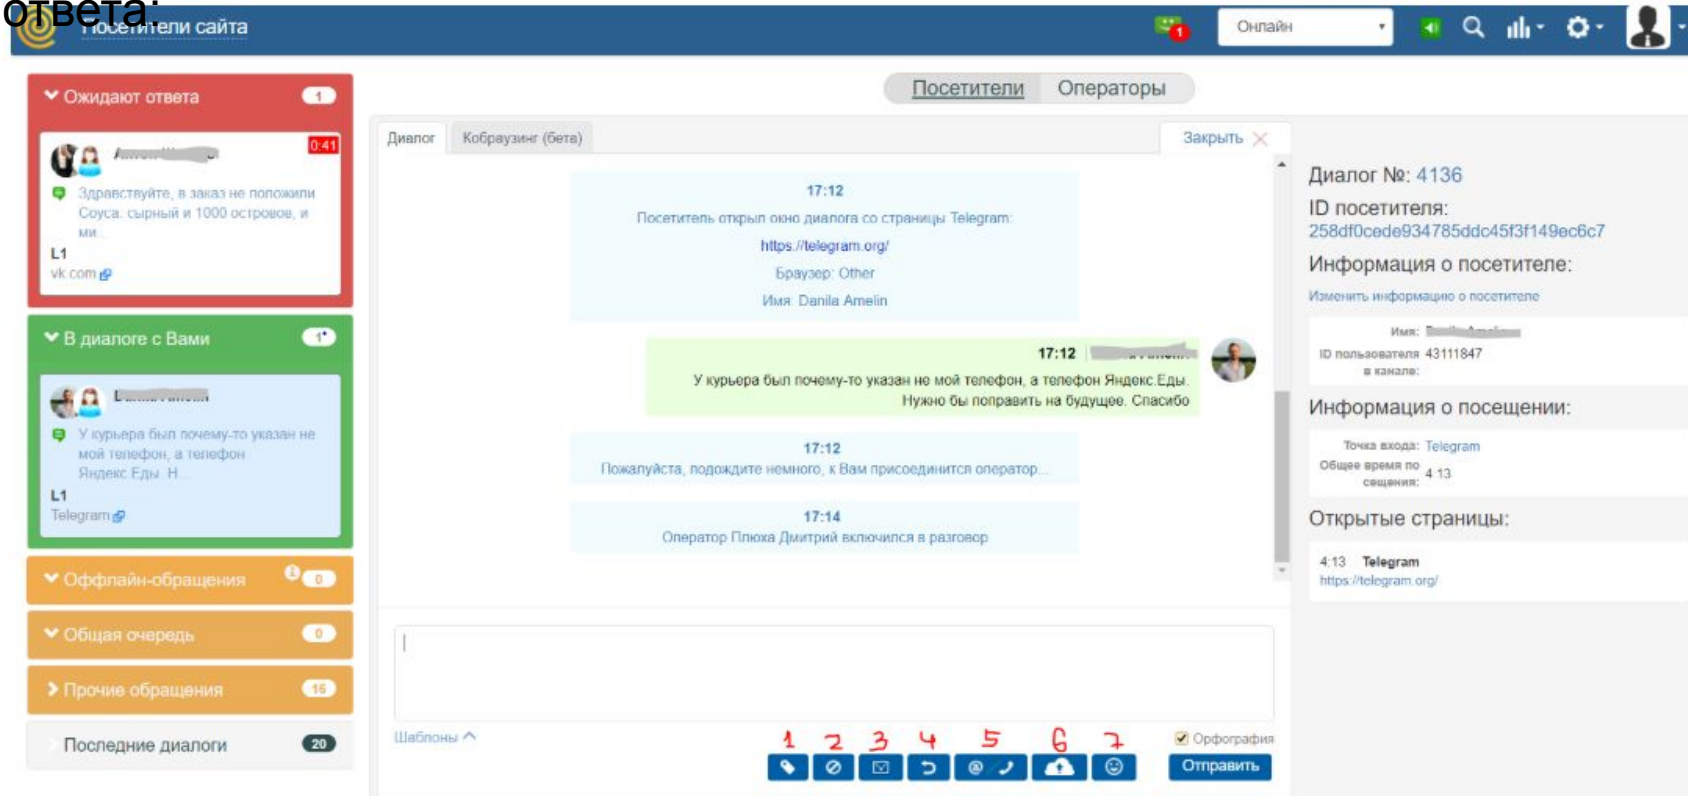 ответа:
Посетители сайта
1
Онлайн
Посетители
Операторы
Ожидают ответа
1
0:41
Здравствуйте, в заказ не положили
Соуса: сырный и 1000 островов, и
ми...
L1
vk.com
В диалоге с Вами
1
У курьера был почему-то указан не
мой телефон, а телефон
Яндекс.Еды. Н...
L1
Telegram
Оффлайн-обращения
0
Общая очередь
0
Прочие обращения
16
Последние диалоги
20
Диалог
Кобраузинг (бета)
Закрыть
17:12
Посетитель открыл окно диалога со страницы Telegram:
https://telegram.org/
Браузер: Other
Имя: Danila Amelin
17:12
У курьера был почему-то указан не мой телефон, а телефон Яндекс.Еды.
Нужно бы поправить на будущее. Спасибо
17:12
Пожалуйста, подождите немного, к Вам присоединится оператор...
17:14
Оператор Плюха Дмитрий включился в разговор
Шаблоны
1 2 3 4 5 6 7
Орфография
Отправить
Диалог №: 4136
ID посетителя:
258df0cede934785ddc45f3f149ec6c7
Информация о посетителе:
Изменить информацию о посетителе
Имя:
ID пользователя 43111847
в канале:
Информация о посещении:
Точка входа: Telegram
Общее время по 4:13
сещения:
Открытые страницы:
4:13 Telegram
https://telegram.org/